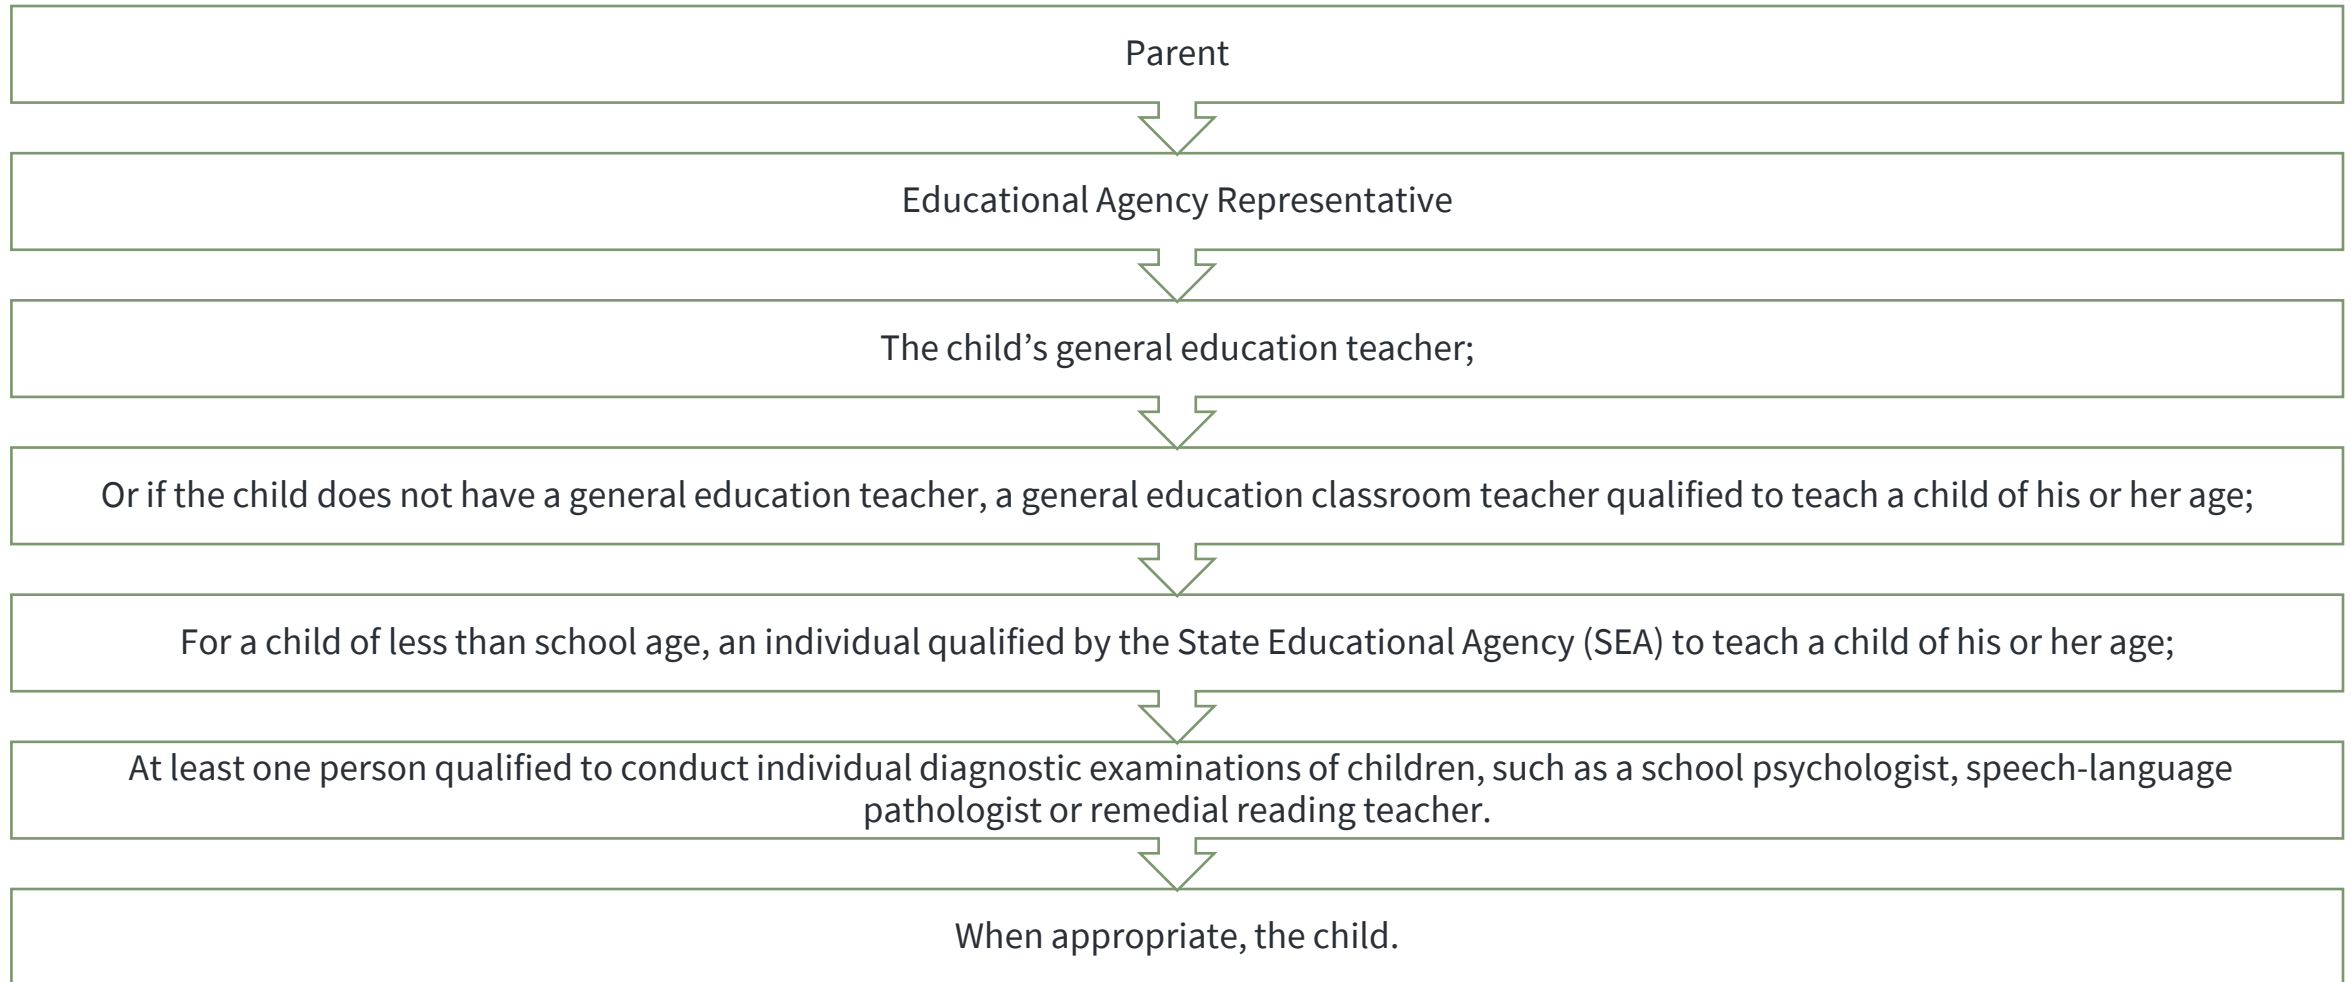 Parent
Educational Agency Representative
The child’s general education teacher;
Or if the child does not have a general education teacher, a general education classroom teacher qualified to teach a child of his or her age;
For a child of less than school age, an individual qualified by the State Educational Agency (SEA) to teach a child of his or her age;
At least one person qualified to conduct individual diagnostic examinations of children, such as a school psychologist, speech-language
pathologist or remedial reading teacher.
When appropriate, the child.